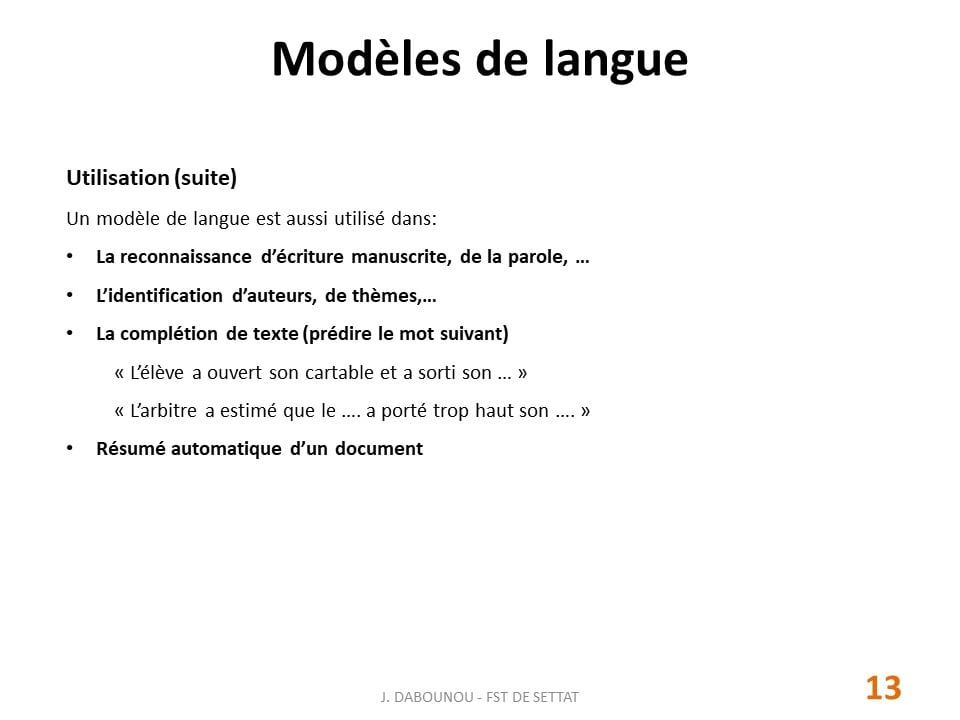 Modèles de langue
Utilisation (suite)
Un modèle de langue est aussi utilisé dans:
• La reconnaissance d’écriture manuscrite, de la parole, …
• L’identification d’auteurs, de thèmes,…
• La complétion de texte (prédire le mot suivant)
« L’élève a ouvert son cartable et a sorti son … »
« L’arbitre a estimé que le …. a porté trop haut son …. »
• Résumé automatique d’un document
J. DABOUNOU - FST DE SETTAT
13